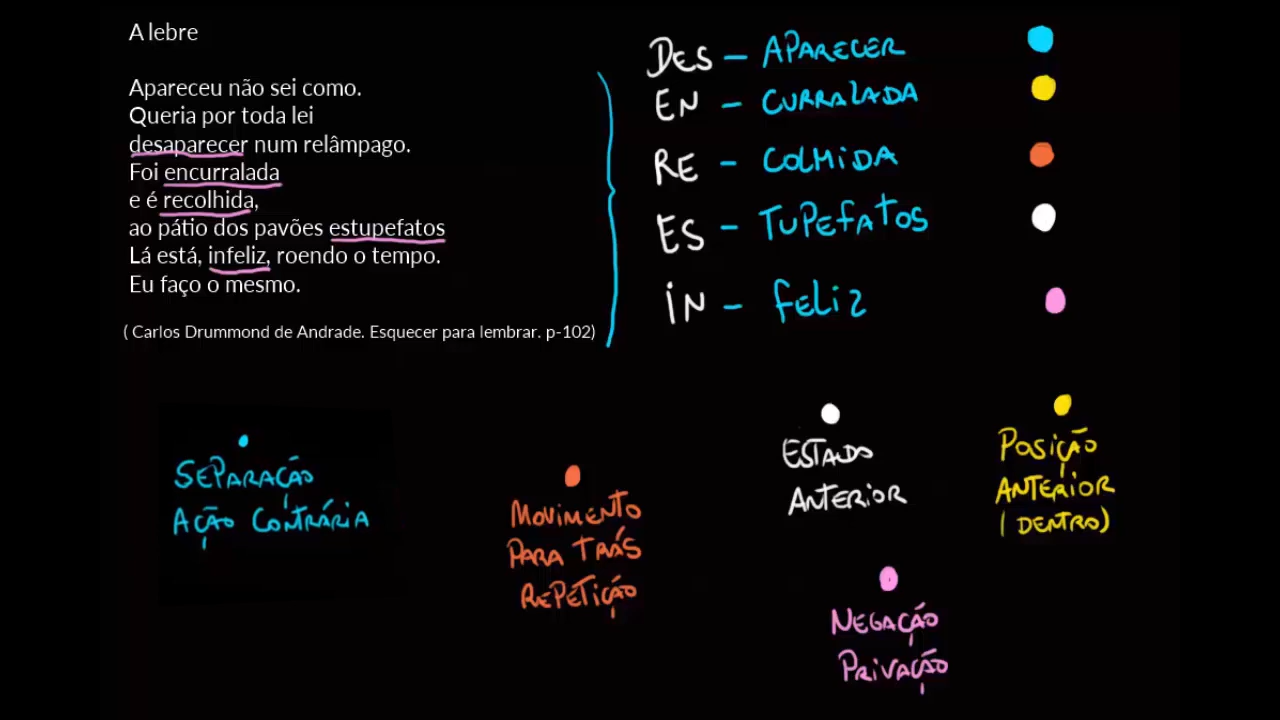 A lebre
Apareceu não sei como.
Queria por toda lei
desaparecer num relâmpago.
Foi encurralada
e é recolhida,
ao pátio dos pavões estupefatos
Lá está, infeliz, roendo o tempo.
Eu faço o mesmo.
( Carlos Drummond de Andrade. Esquecer para lembrar. p-102)
DES - APARECER
EN - CURRALADA
RE - COLHIDA
ES - TUPEFATOS
IN - FELIZ
SEPARAÇÃO
AÇÃO CONTRÁRIA
MOVIMENTO
PARA TRÁS
REPETIÇÃO
ESTADO
ANTERIOR
POSIÇÃO
ANTERIOR
(DENTRO)
NEGAÇÃO
PRIVAÇÃO